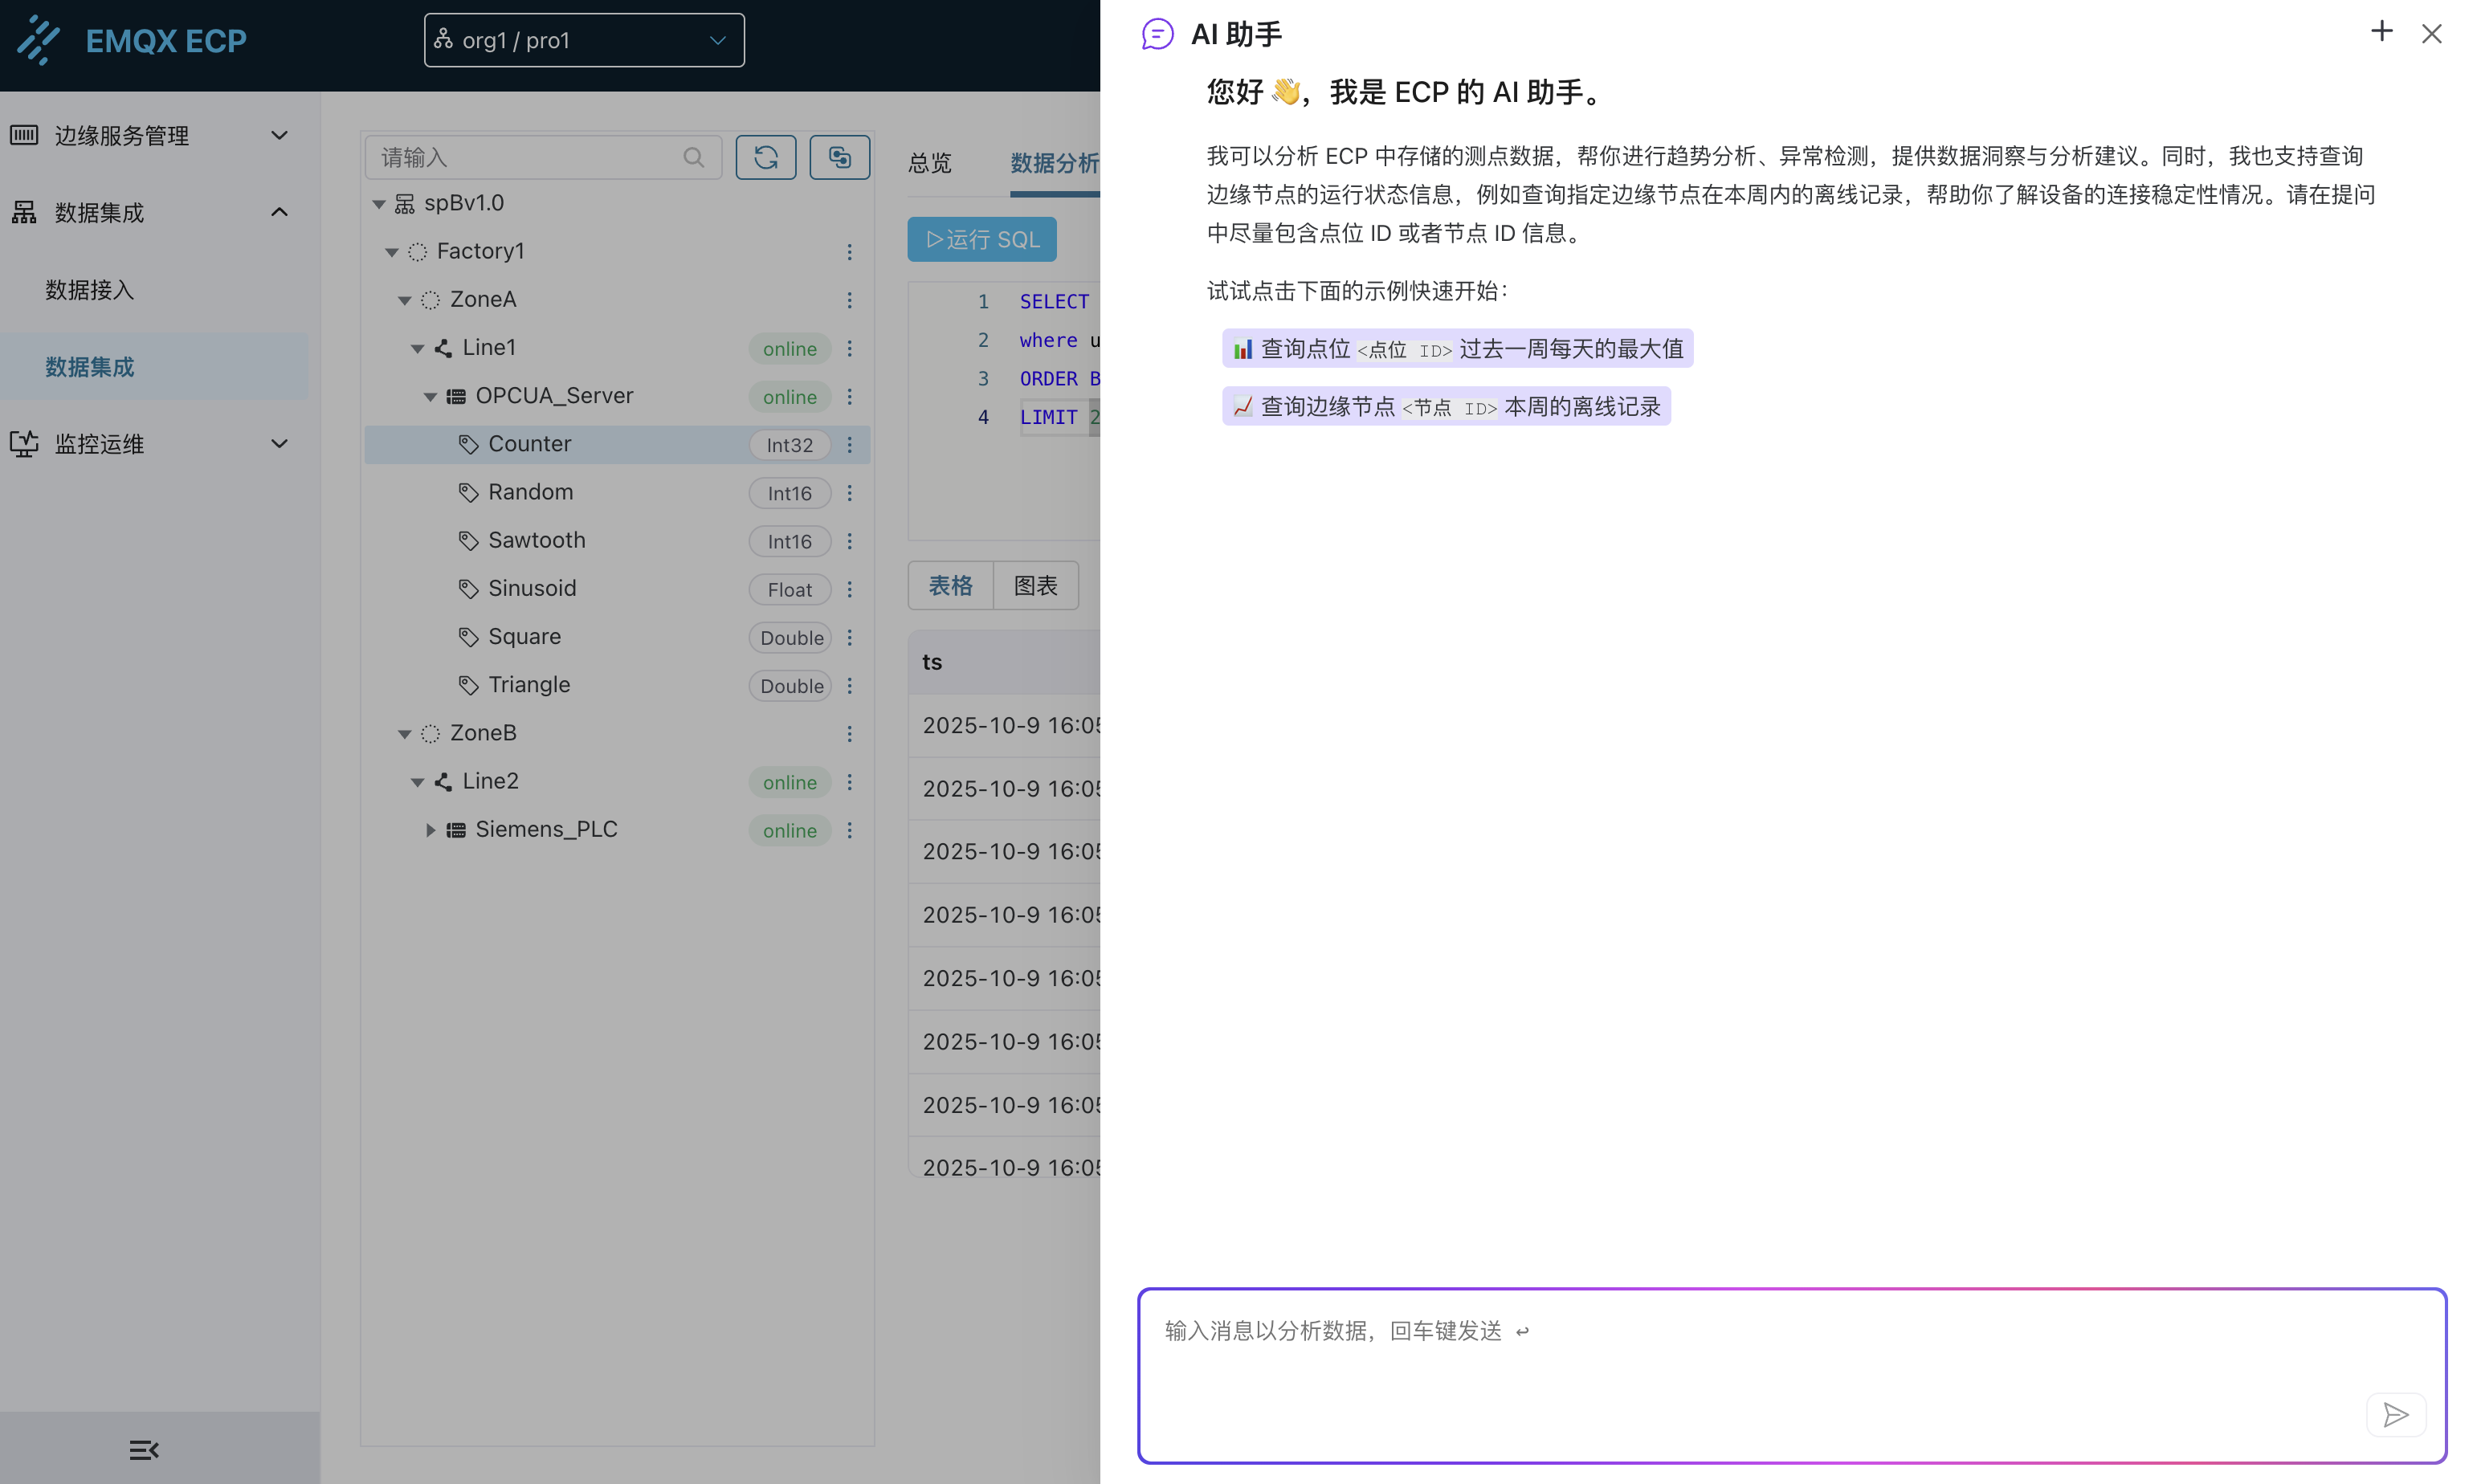 EMQX ECP
org1 / pro1
边缘服务管理
数据集成
数据接入
数据集成
监控运维
请输入
spBv1.0
Factory1
ZoneA
Line1 online
OPCUA_Server online
Counter Int32
Random Int16
Sawtooth Int16
Sinusoid Float
Square Double
Triangle Double
ZoneB
Line2 online
Siemens_PLC online
总览 数据分析
运行 SQL
1 SELECT
2 where u
3 ORDER B
4 LIMIT 2
表格 图表
ts
2025-10-9 16:05
2025-10-9 16:05
2025-10-9 16:05
2025-10-9 16:05
2025-10-9 16:05
2025-10-9 16:05
2025-10-9 16:05
2025-10-9 16:05
AI 助手
您好 👋，我是 ECP 的 AI 助手。
我可以分析 ECP 中存储的测点数据，帮你进行趋势分析、异常检测，提供数据洞察与分析建议。同时，我也支持查询
边缘节点的运行状态信息，例如查询指定边缘节点在本周内的离线记录，帮助你了解设备的连接稳定性情况。请在提问
中尽量包含点位 ID 或者节点 ID 信息。
试试点击下面的示例快速开始：
📊 查询点位 <点位 ID> 过去一周每天的最大值
📈 查询边缘节点 <节点 ID> 本周的离线记录
输入消息以分析数据，回车键发送 ↩